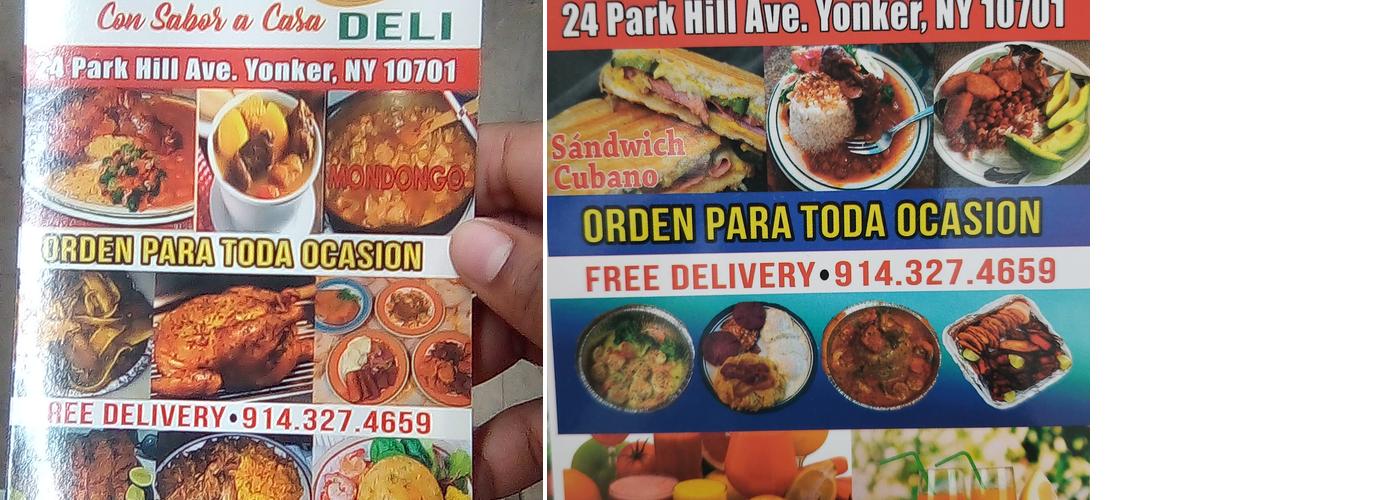 Con Sabor a Casa
DELI
24 Park Hill Ave. Yonker, NY 10701
MONDONGO
ORDEN PARA TODA OCASION
REE DELIVERY•914.327.4659
24 Park Hill Ave. Yonker, NY 10701
Sándwich
Cubano
ORDEN PARA TODA OCASION
FREE DELIVERY•914.327.4659